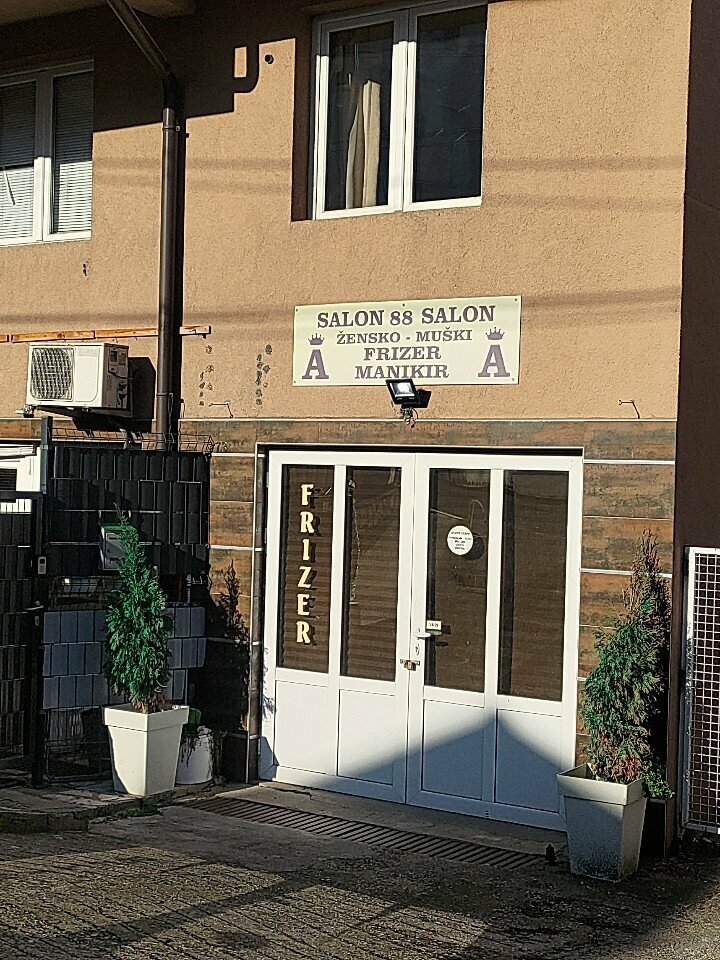 SALON 88 SALON
ŽENSKO - MUŠKI
FRIZER
MANIKIR
A
A
FRIZER